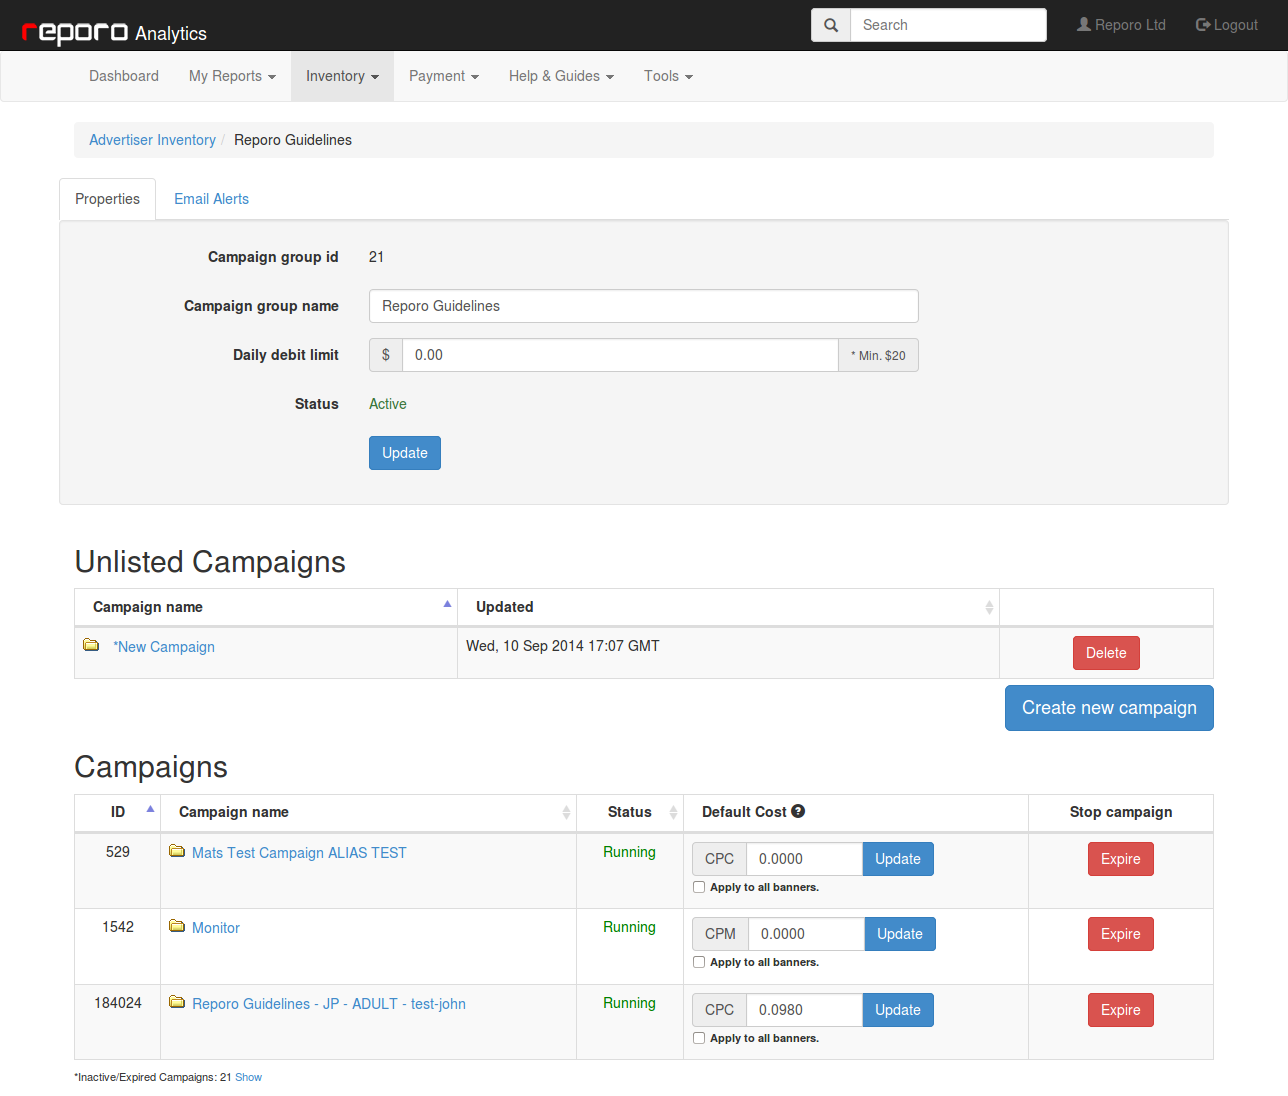 reporo Analytics
Search
Reporo Ltd
Logout
Dashboard My Reports Inventory Payment Help & Guides Tools
Advertiser Inventory / Reporo Guidelines
Properties Email Alerts
Campaign group id 21
Campaign group name Reporo Guidelines
Daily debit limit $ 0.00 * Min. $20
Status Active
Update
Unlisted Campaigns
Campaign name Updated
*New Campaign Wed, 10 Sep 2014 17:07 GMT Delete
Create new campaign
Campaigns
ID Campaign name Status Default Cost ? Stop campaign
529 Mats Test Campaign ALIAS TEST Running CPC 0.0000 Update Expire
Apply to all banners.
1542 Monitor Running CPM 0.0000 Update Expire
Apply to all banners.
184024 Reporo Guidelines - JP - ADULT - test-john Running CPC 0.0980 Update Expire
Apply to all banners.
*Inactive/Expired Campaigns: 21 Show